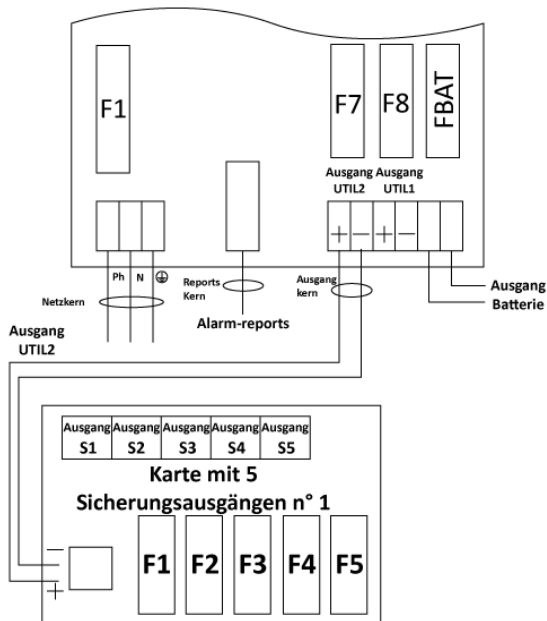 F1
F7
F8
FBAT
Ausgang Ausgang
UTIL2 UTIL1
+ − + −
Ph N
Netzkern
Reports
Kern
Ausgang
kern
Alarm-reports
Ausgang
Batterie
Ausgang
UTIL2
Ausgang Ausgang Ausgang Ausgang Ausgang
S1 S2 S3 S4 S5
Karte mit 5
Sicherungsausgängen n° 1
−
+
F1 F2 F3 F4 F5